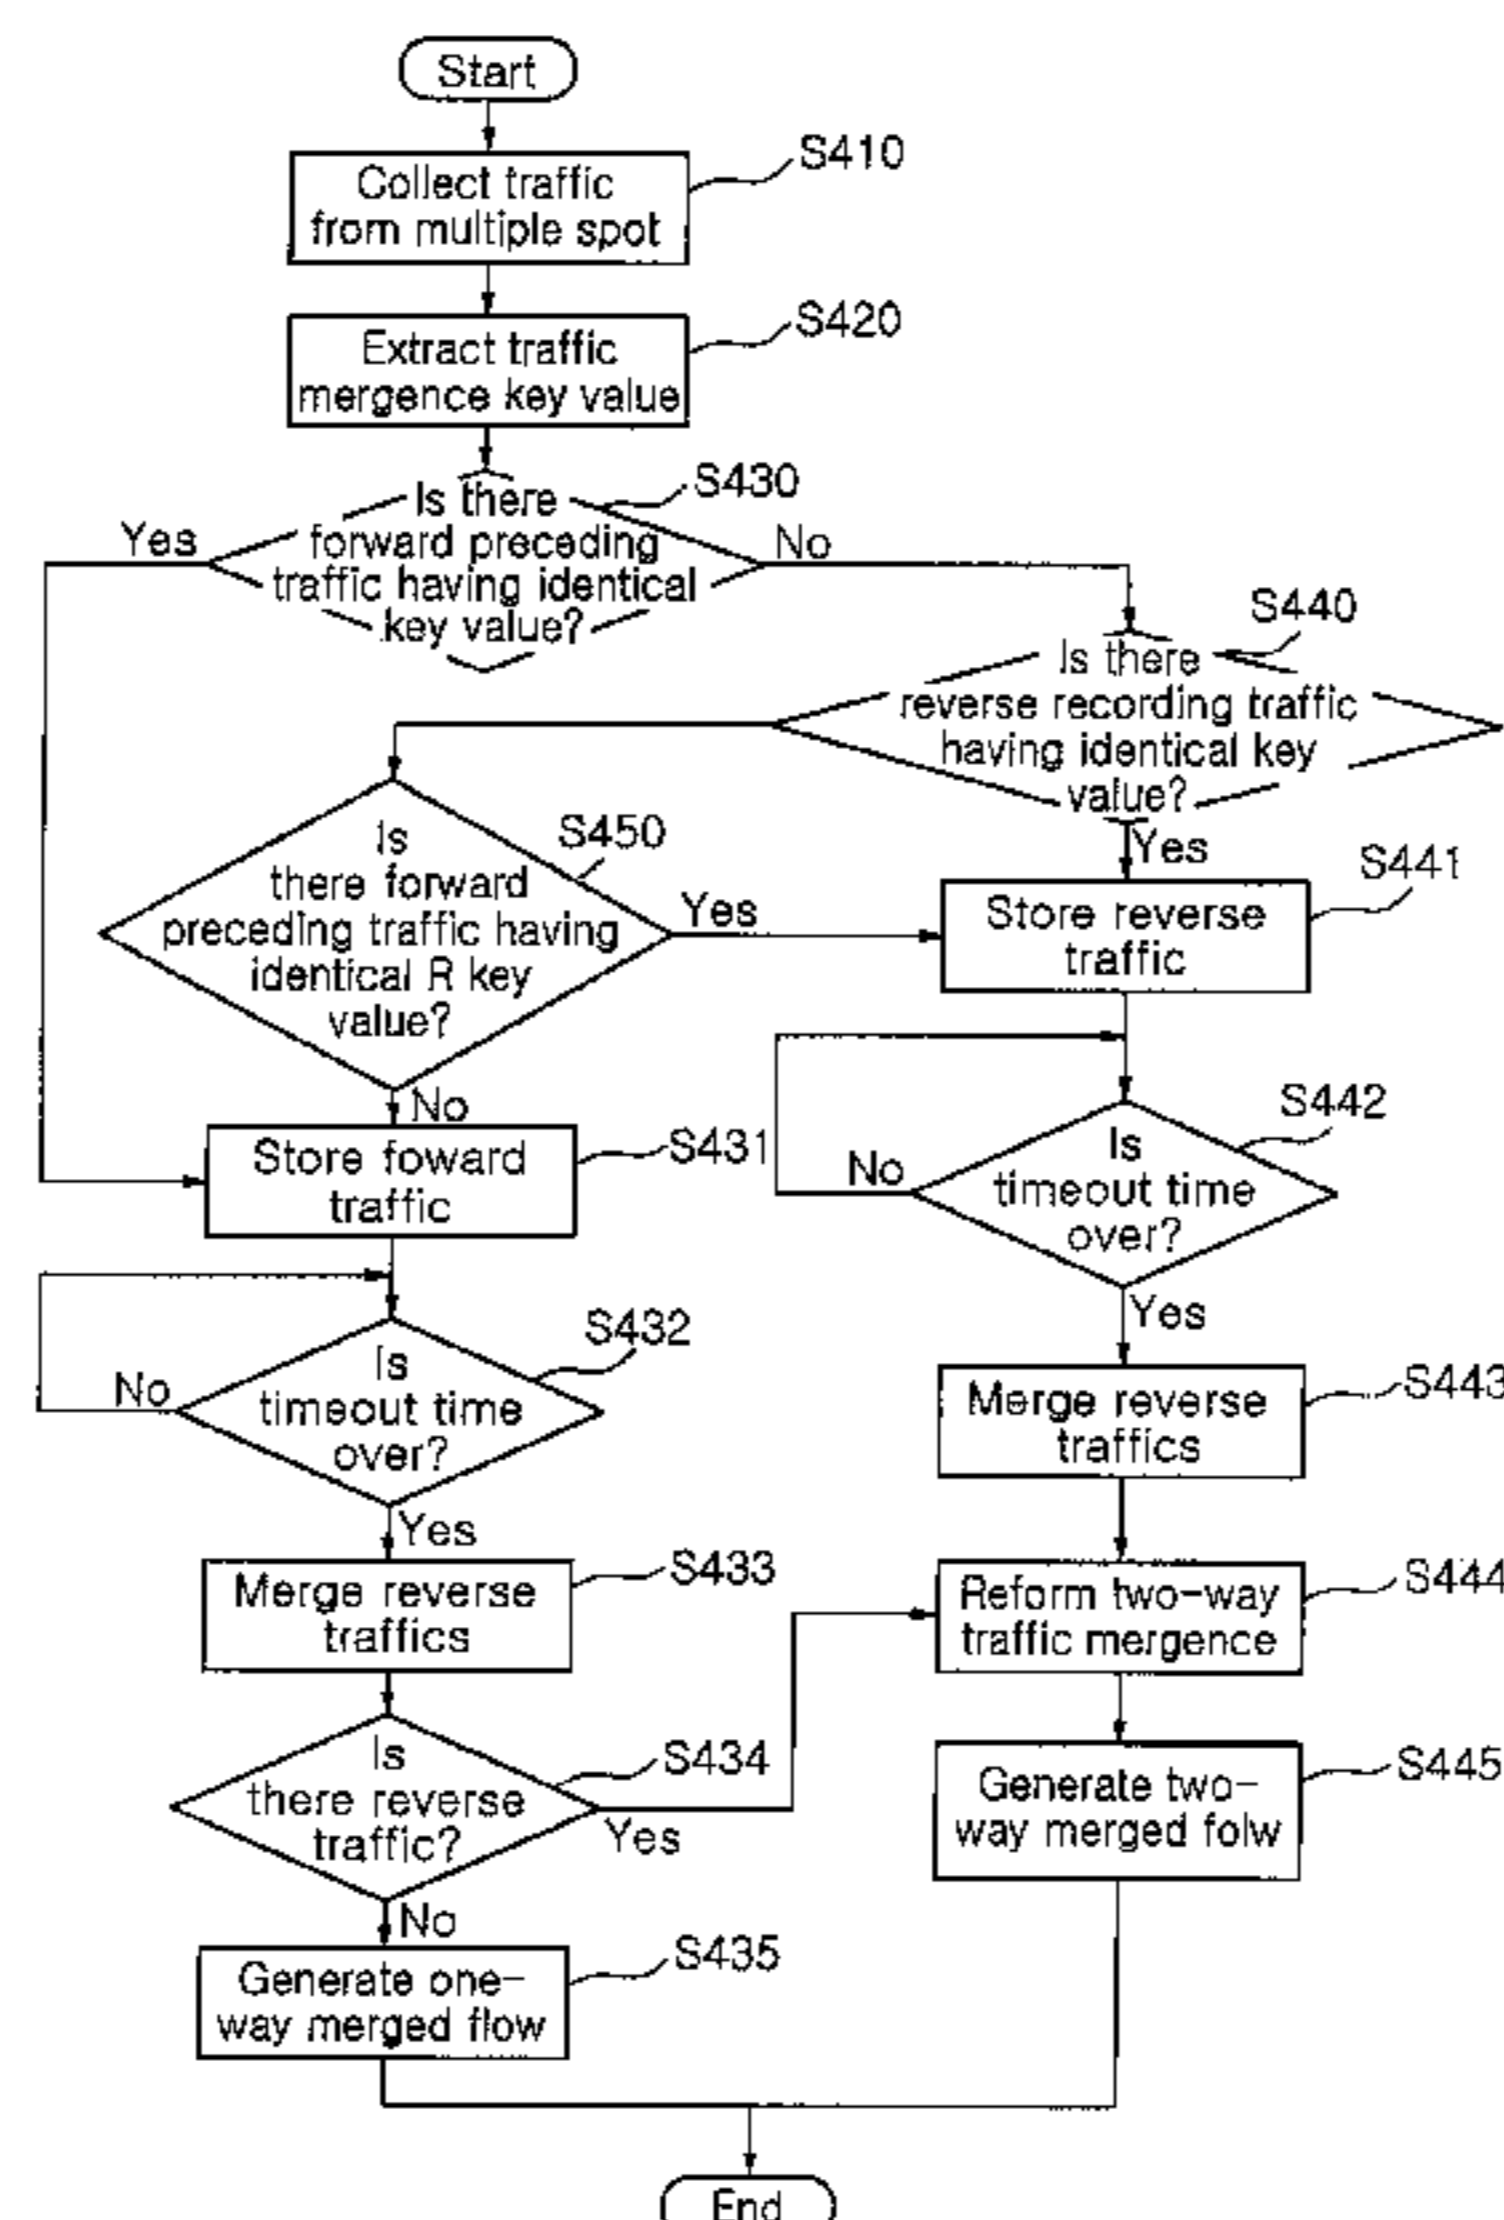 Start
Collect traffic
from multiple spot
S410
Extract traffic
mergence key value
S420
Is there
forward preceding
traffic having identical
key value?
S430
Yes
No
Is there
reverse recording traffic
having identical key
value?
S440
Yes
Is
there forward
preceding traffic having
identical R key
value?
S450
Yes
No
Store reverse
traffic
S441
Store foward
traffic
S431
Is
timeout time
over?
S442
No
Yes
Is
timeout time
over?
S432
No
Yes
Merge reverse
traffics
S443
Merge reverse
traffics
S433
Reform two-way
traffic mergence
S444
Is
there reverse
traffic?
S434
Yes
No
Generate two-
way merged folw
S445
Generate one-
way merged flow
S435
End